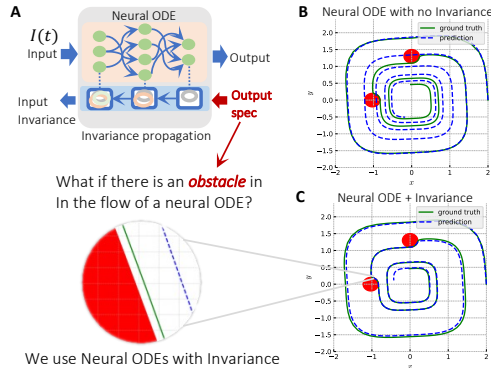 A
Neural ODE
I(t)
Input
Output
Input
Invariance
Output
spec
Invariance propagation
What if there is an obstacle in
In the flow of a neural ODE?
We use Neural ODEs with Invariance
B
Neural ODE with no Invariance
ground truth
prediction
2.0
1.5
1.0
0.5
0.0
−0.5
−1.0
−1.5
−2.0
y
−2
−1
0
1
2
x
C
Neural ODE + Invariance
ground truth
prediction
2.0
1.5
1.0
0.5
0.0
−0.5
−1.0
−1.5
−2.0
y
−2
−1
0
1
2
x